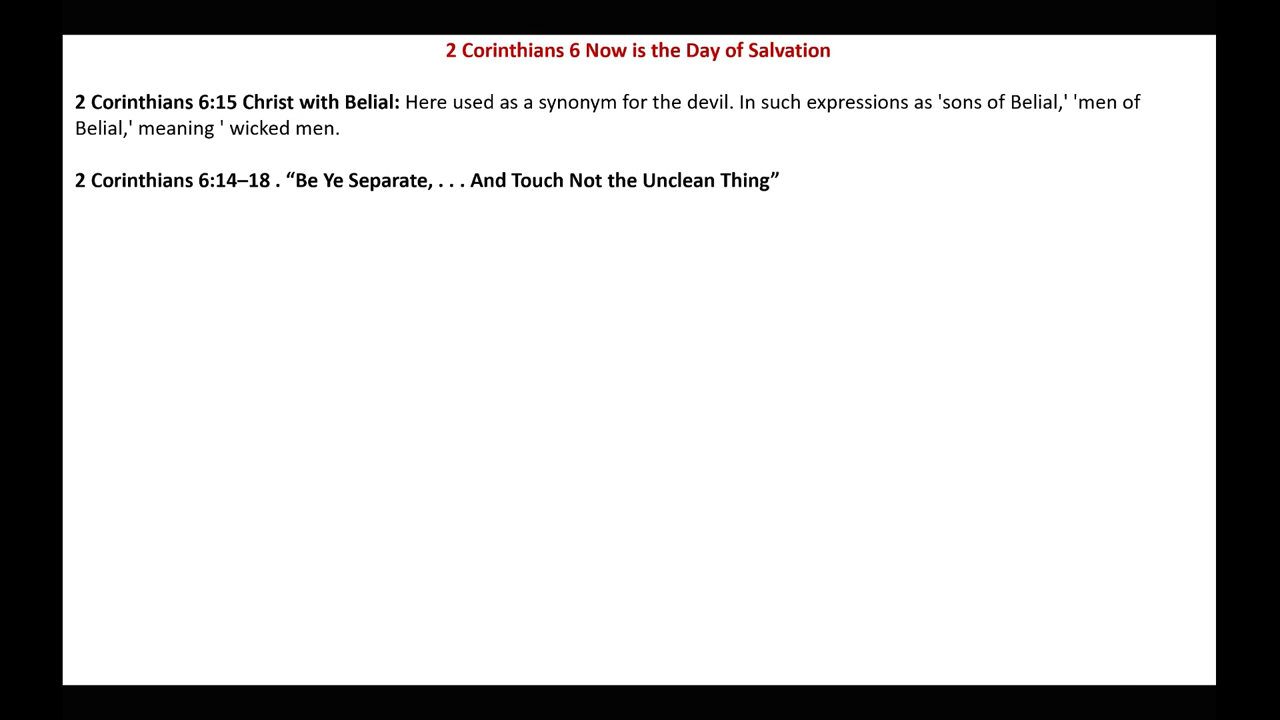 2 Corinthians 6 Now is the Day of Salvation
2 Corinthians 6:15 Christ with Belial: Here used as a synonym for the devil. In such expressions as 'sons of Belial,' 'men of
Belial,' meaning ' wicked men.
2 Corinthians 6:14–18 . “Be Ye Separate, . . . And Touch Not the Unclean Thing”